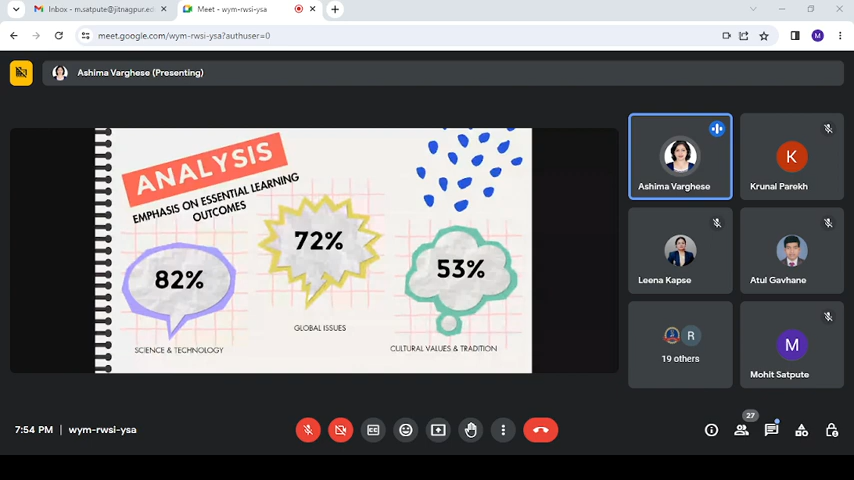 Inbox - m.satpute@jitnagpur.ed
Meet - wym-rwsi-ysa
meet.google.com/wym-rwsi-ysa?authuser=0
M
Ashima Varghese (Presenting)
ANALYSIS
EMPHASIS ON ESSENTIAL LEARNING
OUTCOMES
82%
72%
53%
SCIENCE & TECHNOLOGY
GLOBAL ISSUES
CULTURAL VALUES & TRADITION
Ashima Varghese
K
Krunal Parekh
Leena Kapse
Atul Gavhane
R
19 others
M
Mohit Satpute
7:54 PM | wym-rwsi-ysa
CC
27